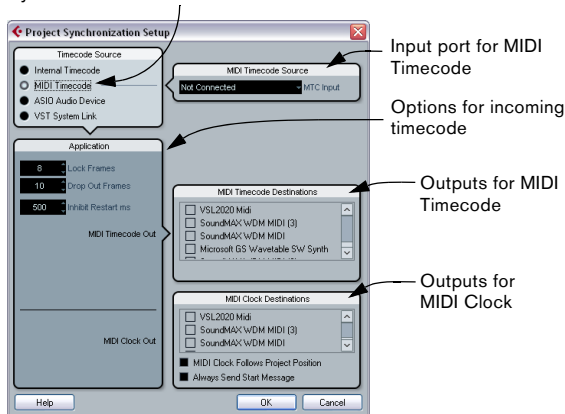 Project Synchronization Setup
Timecode Source
Internal Timecode
MIDI Timecode
ASIO Audio Device
VST System Link
MIDI Timecode Source
Not Connected
MTC Input
Input port for MIDI
Timecode
Options for incoming
timecode
Application
8 Lock Frames
10 Drop Out Frames
500 Inhibit Restart ms
MIDI Timecode Out
MIDI Timecode Destinations
VSL2020 Midi
SoundMAX WDM MIDI (3)
SoundMAX WDM MIDI
Microsoft GS Wavetable SW Synth
Outputs for MIDI
Timecode
MIDI Clock Out
MIDI Clock Destinations
VSL2020 Midi
SoundMAX WDM MIDI (3)
SoundMAX WDM MIDI
MIDI Clock Follows Project Position
Always Send Start Message
Outputs for
MIDI Clock
Help
OK
Cancel